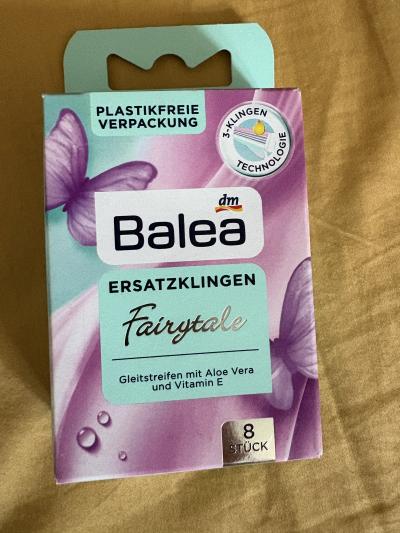 PLASTIKFREIE
VERPACKUNG
3-KLINGEN
TECHNOLOGIE
dm
Balea
ERSATZKLINGEN
Fairytale
Gleitstreifen mit Aloe Vera
und Vitamin E
8
STÜCK